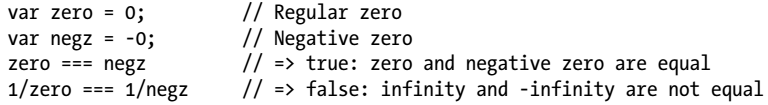 var zero = 0; // Regular zero
var negz = -0; // Negative zero
zero === negz // => true: zero and negative zero are equal
1/zero === 1/negz // => false: infinity and -infinity are not equal